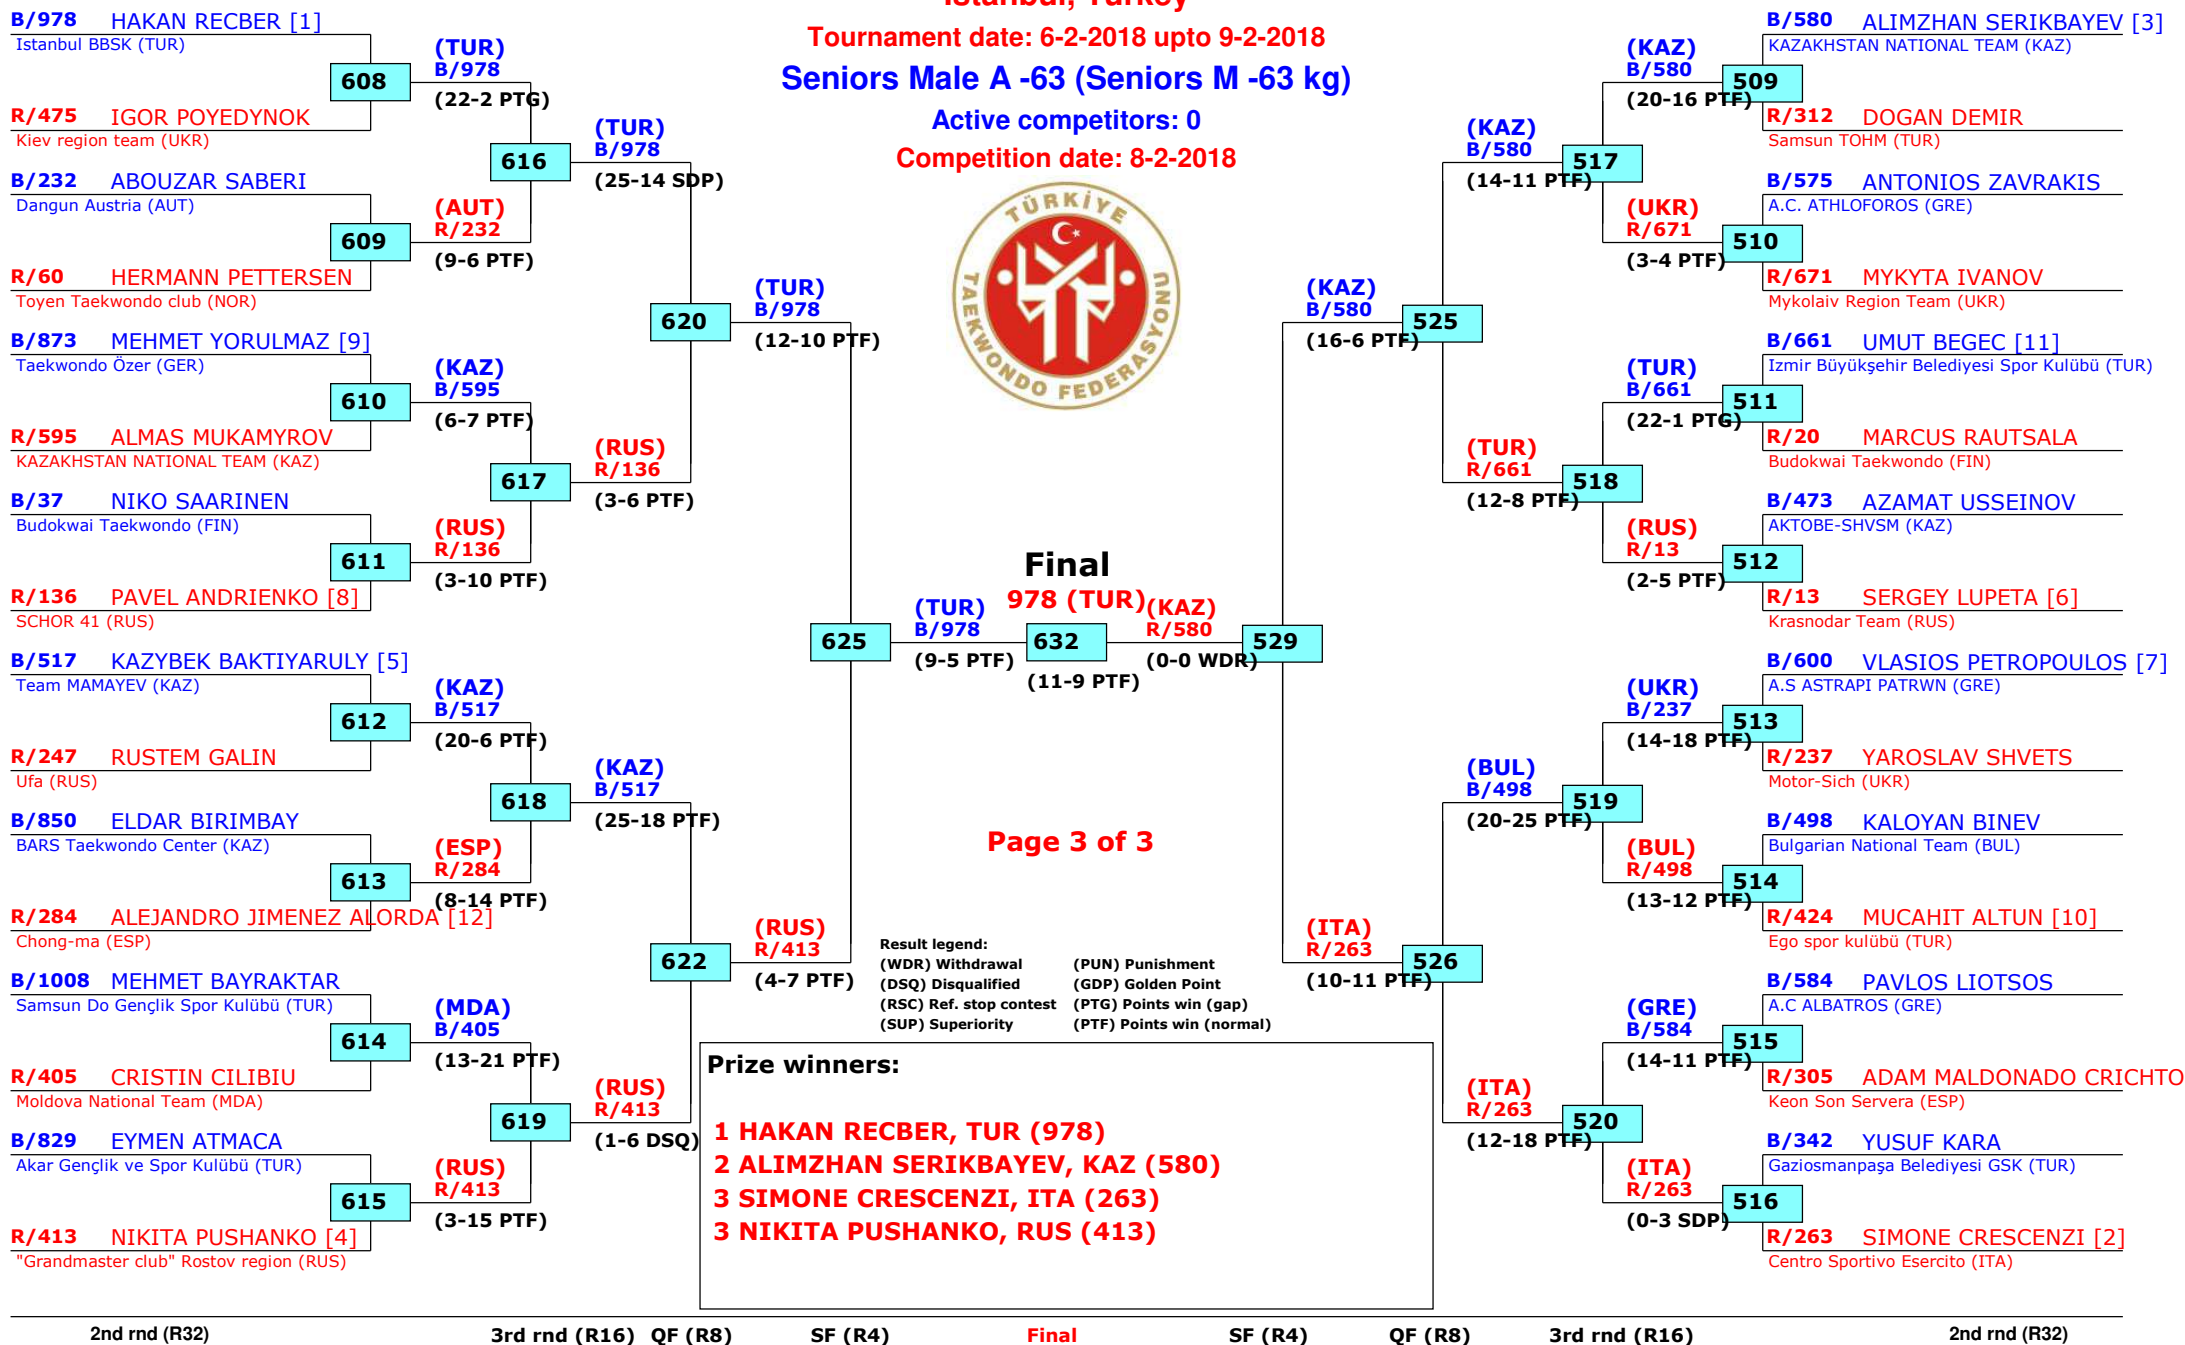 Istanbul, Turkey
Tournament date: 6-2-2018 upto 9-2-2018
Seniors Male A -63 (Seniors M -63 kg)
Active competitors: 0
Competition date: 8-2-2018
TÜRKİYE
TAEKWONDO FEDERASYONU
B/978 HAKAN RECBER [1]
Istanbul BBSK (TUR)
608
R/475 IGOR POYEDYNOK
Kiev region team (UKR)
B/232 ABOUZAR SABERI
Dangun Austria (AUT)
609
R/60 HERMANN PETTERSEN
Toyen Taekwondo club (NOR)
B/873 MEHMET YORULMAZ [9]
Taekwondo Özer (GER)
610
R/595 ALMAS MUKAMYROV
KAZAKHSTAN NATIONAL TEAM (KAZ)
B/37 NIKO SAARINEN
Budokwai Taekwondo (FIN)
611
R/136 PAVEL ANDRIENKO [8]
SCHOR 41 (RUS)
B/517 KAZYBEK BAKTIYARULY [5]
Team MAMAYEV (KAZ)
612
R/247 RUSTEM GALIN
Ufa (RUS)
B/850 ELDAR BIRIMBAY
BARS Taekwondo Center (KAZ)
613
R/284 ALEJANDRO JIMENEZ ALORDA [12]
Chong-ma (ESP)
B/1008 MEHMET BAYRAKTAR
Samsun Do Gençlik Spor Kulübü (TUR)
614
R/405 CRISTIN CILIBIU
Moldova National Team (MDA)
B/829 EYMEN ATMACA
Akar Gençlik ve Spor Kulübü (TUR)
615
R/413 NIKITA PUSHANKO [4]
"Grandmaster club" Rostov region (RUS)
(TUR)
B/978
(22-2 PTG)
616
(AUT)
R/232
(9-6 PTF)
(KAZ)
B/595
(6-7 PTF)
617
(RUS)
R/136
(3-10 PTF)
(KAZ)
B/517
(20-6 PTF)
618
(ESP)
R/284
(8-14 PTF)
(MDA)
B/405
(13-21 PTF)
619
(RUS)
R/413
(3-15 PTF)
(TUR)
B/978
(25-14 SDP)
620
(RUS)
R/136
(3-6 PTF)
(KAZ)
B/517
(25-18 PTF)
622
(RUS)
R/413
(1-6 DSQ)
(TUR)
B/978
(12-10 PTF)
625
(RUS)
R/413
(4-7 PTF)
Final
978 (TUR)
(TUR)
B/978
(9-5 PTF)
632
(11-9 PTF)
(KAZ)
R/580
(0-0 WDR)
529
Page 3 of 3
(KAZ)
B/580
(16-6 PTF)
525
(ITA)
R/263
(10-11 PTF)
526
(KAZ)
B/580
(14-11 PTF)
517
(TUR)
R/661
(12-8 PTF)
518
(BUL)
B/498
(20-25 PTF)
519
(ITA)
R/263
(12-18 PTF)
520
(KAZ)
B/580
(20-16 PTF)
(UKR)
R/671
(3-4 PTF)
(TUR)
B/661
(22-1 PTG)
(RUS)
R/13
(2-5 PTF)
(UKR)
B/237
(14-18 PTF)
(BUL)
R/498
(13-12 PTF)
(GRE)
B/584
(14-11 PTF)
(ITA)
R/263
(0-3 SDP)
B/580 ALIMZHAN SERIKBAYEV [3]
KAZAKHSTAN NATIONAL TEAM (KAZ)
509
R/312 DOGAN DEMIR
Samsun TOHM (TUR)
B/575 ANTONIOS ZAVRAKIS
A.C. ATHLOFOROS (GRE)
510
R/671 MYKYTA IVANOV
Mykolaiv Region Team (UKR)
B/661 UMUT BEGEC [11]
Izmir Büyükşehir Belediyesi Spor Kulübü (TUR)
511
R/20 MARCUS RAUTSALA
Budokwai Taekwondo (FIN)
B/473 AZAMAT USSEINOV
AKTOBE-SHVSM (KAZ)
512
R/13 SERGEY LUPETA [6]
Krasnodar Team (RUS)
B/600 VLASIOS PETROPOULOS [7]
A.S ASTRAPI PATRWN (GRE)
513
R/237 YAROSLAV SHVETS
Motor-Sich (UKR)
B/498 KALOYAN BINEV
Bulgarian National Team (BUL)
514
R/424 MUCAHIT ALTUN [10]
Ego spor kulübü (TUR)
B/584 PAVLOS LIOTSOS
A.C ALBATROS (GRE)
515
R/305 ADAM MALDONADO CRICHTO
Keon Son Servera (ESP)
B/342 YUSUF KARA
Gaziosmanpaşa Belediyesi GSK (TUR)
516
R/263 SIMONE CRESCENZI [2]
Centro Sportivo Esercito (ITA)
Result legend:
(WDR) Withdrawal (PUN) Punishment
(DSQ) Disqualified (GDP) Golden Point
(RSC) Ref. stop contest (PTG) Points win (gap)
(SUP) Superiority (PTF) Points win (normal)
Prize winners:
1 HAKAN RECBER, TUR (978)
2 ALIMZHAN SERIKBAYEV, KAZ (580)
3 SIMONE CRESCENZI, ITA (263)
3 NIKITA PUSHANKO, RUS (413)
2nd rnd (R32) 3rd rnd (R16) QF (R8) SF (R4) Final SF (R4) QF (R8) 3rd rnd (R16) 2nd rnd (R32)